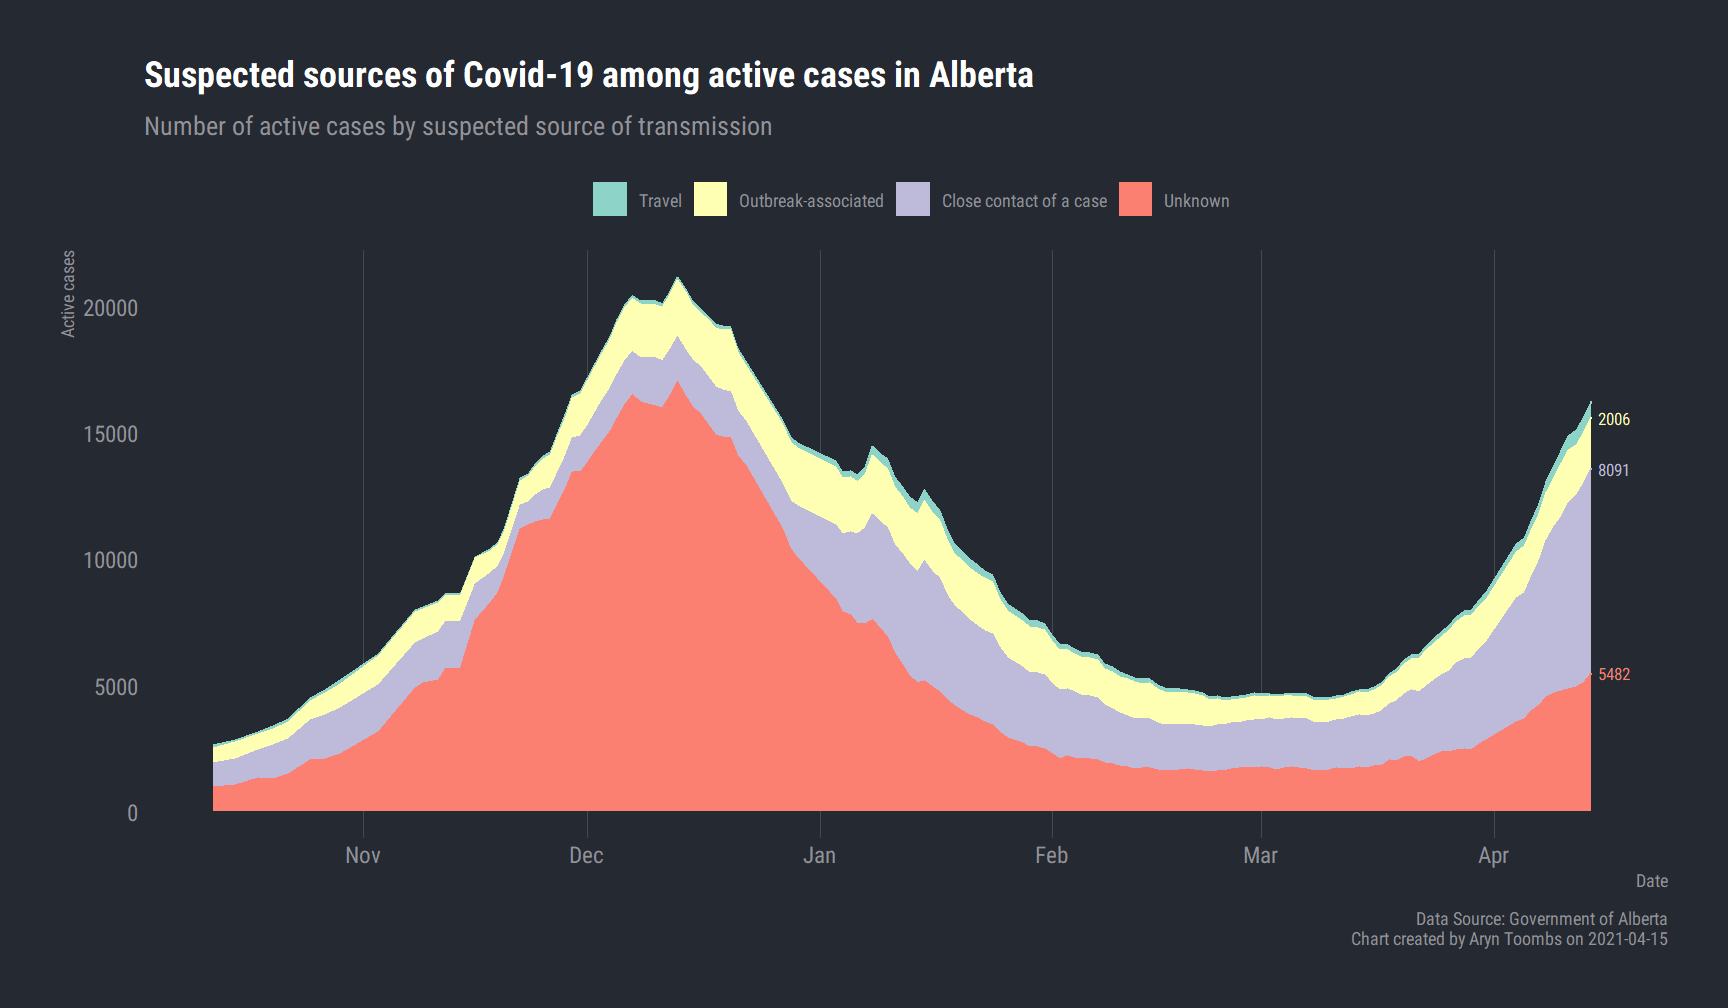 Suspected sources of Covid-19 among active cases in Alberta
Number of active cases by suspected source of transmission
Travel Outbreak-associated Close contact of a case Unknown
Active cases
20000
15000
10000
5000
0
2006
8091
5482
Nov Dec Jan Feb Mar Apr
Date
Data Source: Government of Alberta
Chart created by Aryn Toombs on 2021-04-15